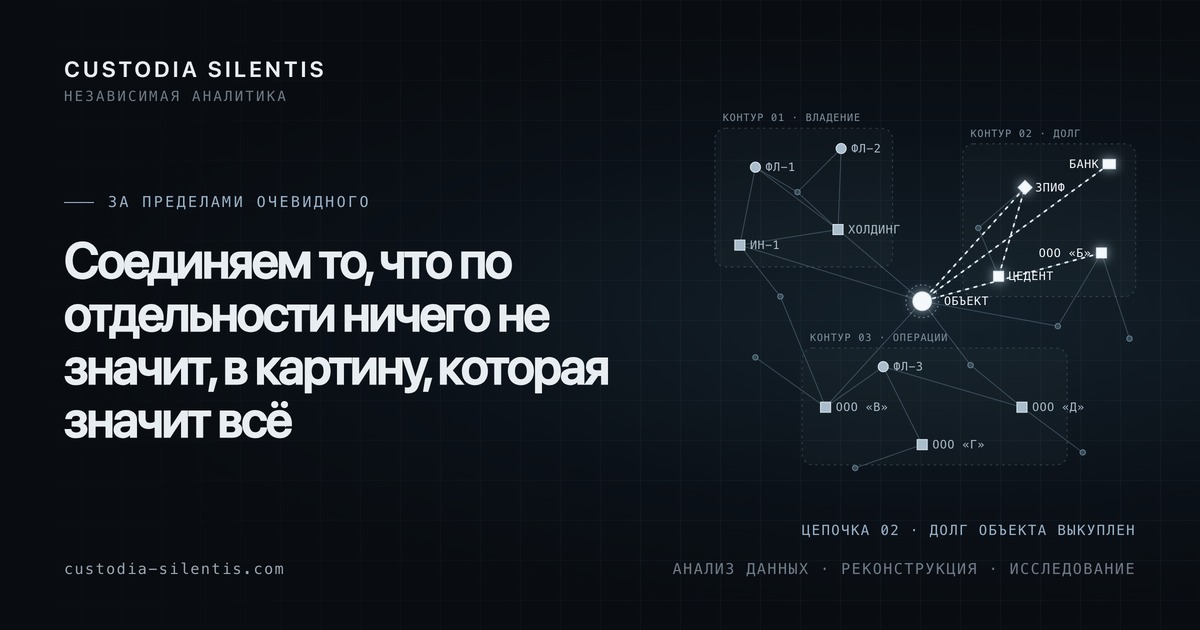 CUSTODIA SILENTIS
НЕЗАВИСИМАЯ АНАЛИТИКА
ЗА ПРЕДЕЛАМИ ОЧЕВИДНОГО
Соединяем то, что по
отдельности ничего не
значит, в картину, которая
значит всё
custodia-silentis.com
КОНТУР 01 · ВЛАДЕНИЕ
ФЛ-1
ФЛ-2
ИН-1
ХОЛДИНГ
КОНТУР 02 · ДОЛГ
БАНК
ЗПИФ
ООО «Б»
ЦЕДЕНТ
ОБЪЕКТ
КОНТУР 03 · ОПЕРАЦИИ
ФЛ-3
ООО «В»
ООО «Д»
ООО «Г»
ЦЕПОЧКА 02 · ДОЛГ ОБЪЕКТА ВЫКУПЛЕН
АНАЛИЗ ДАННЫХ · РЕКОНСТРУКЦИЯ · ИССЛЕДОВАНИЕ